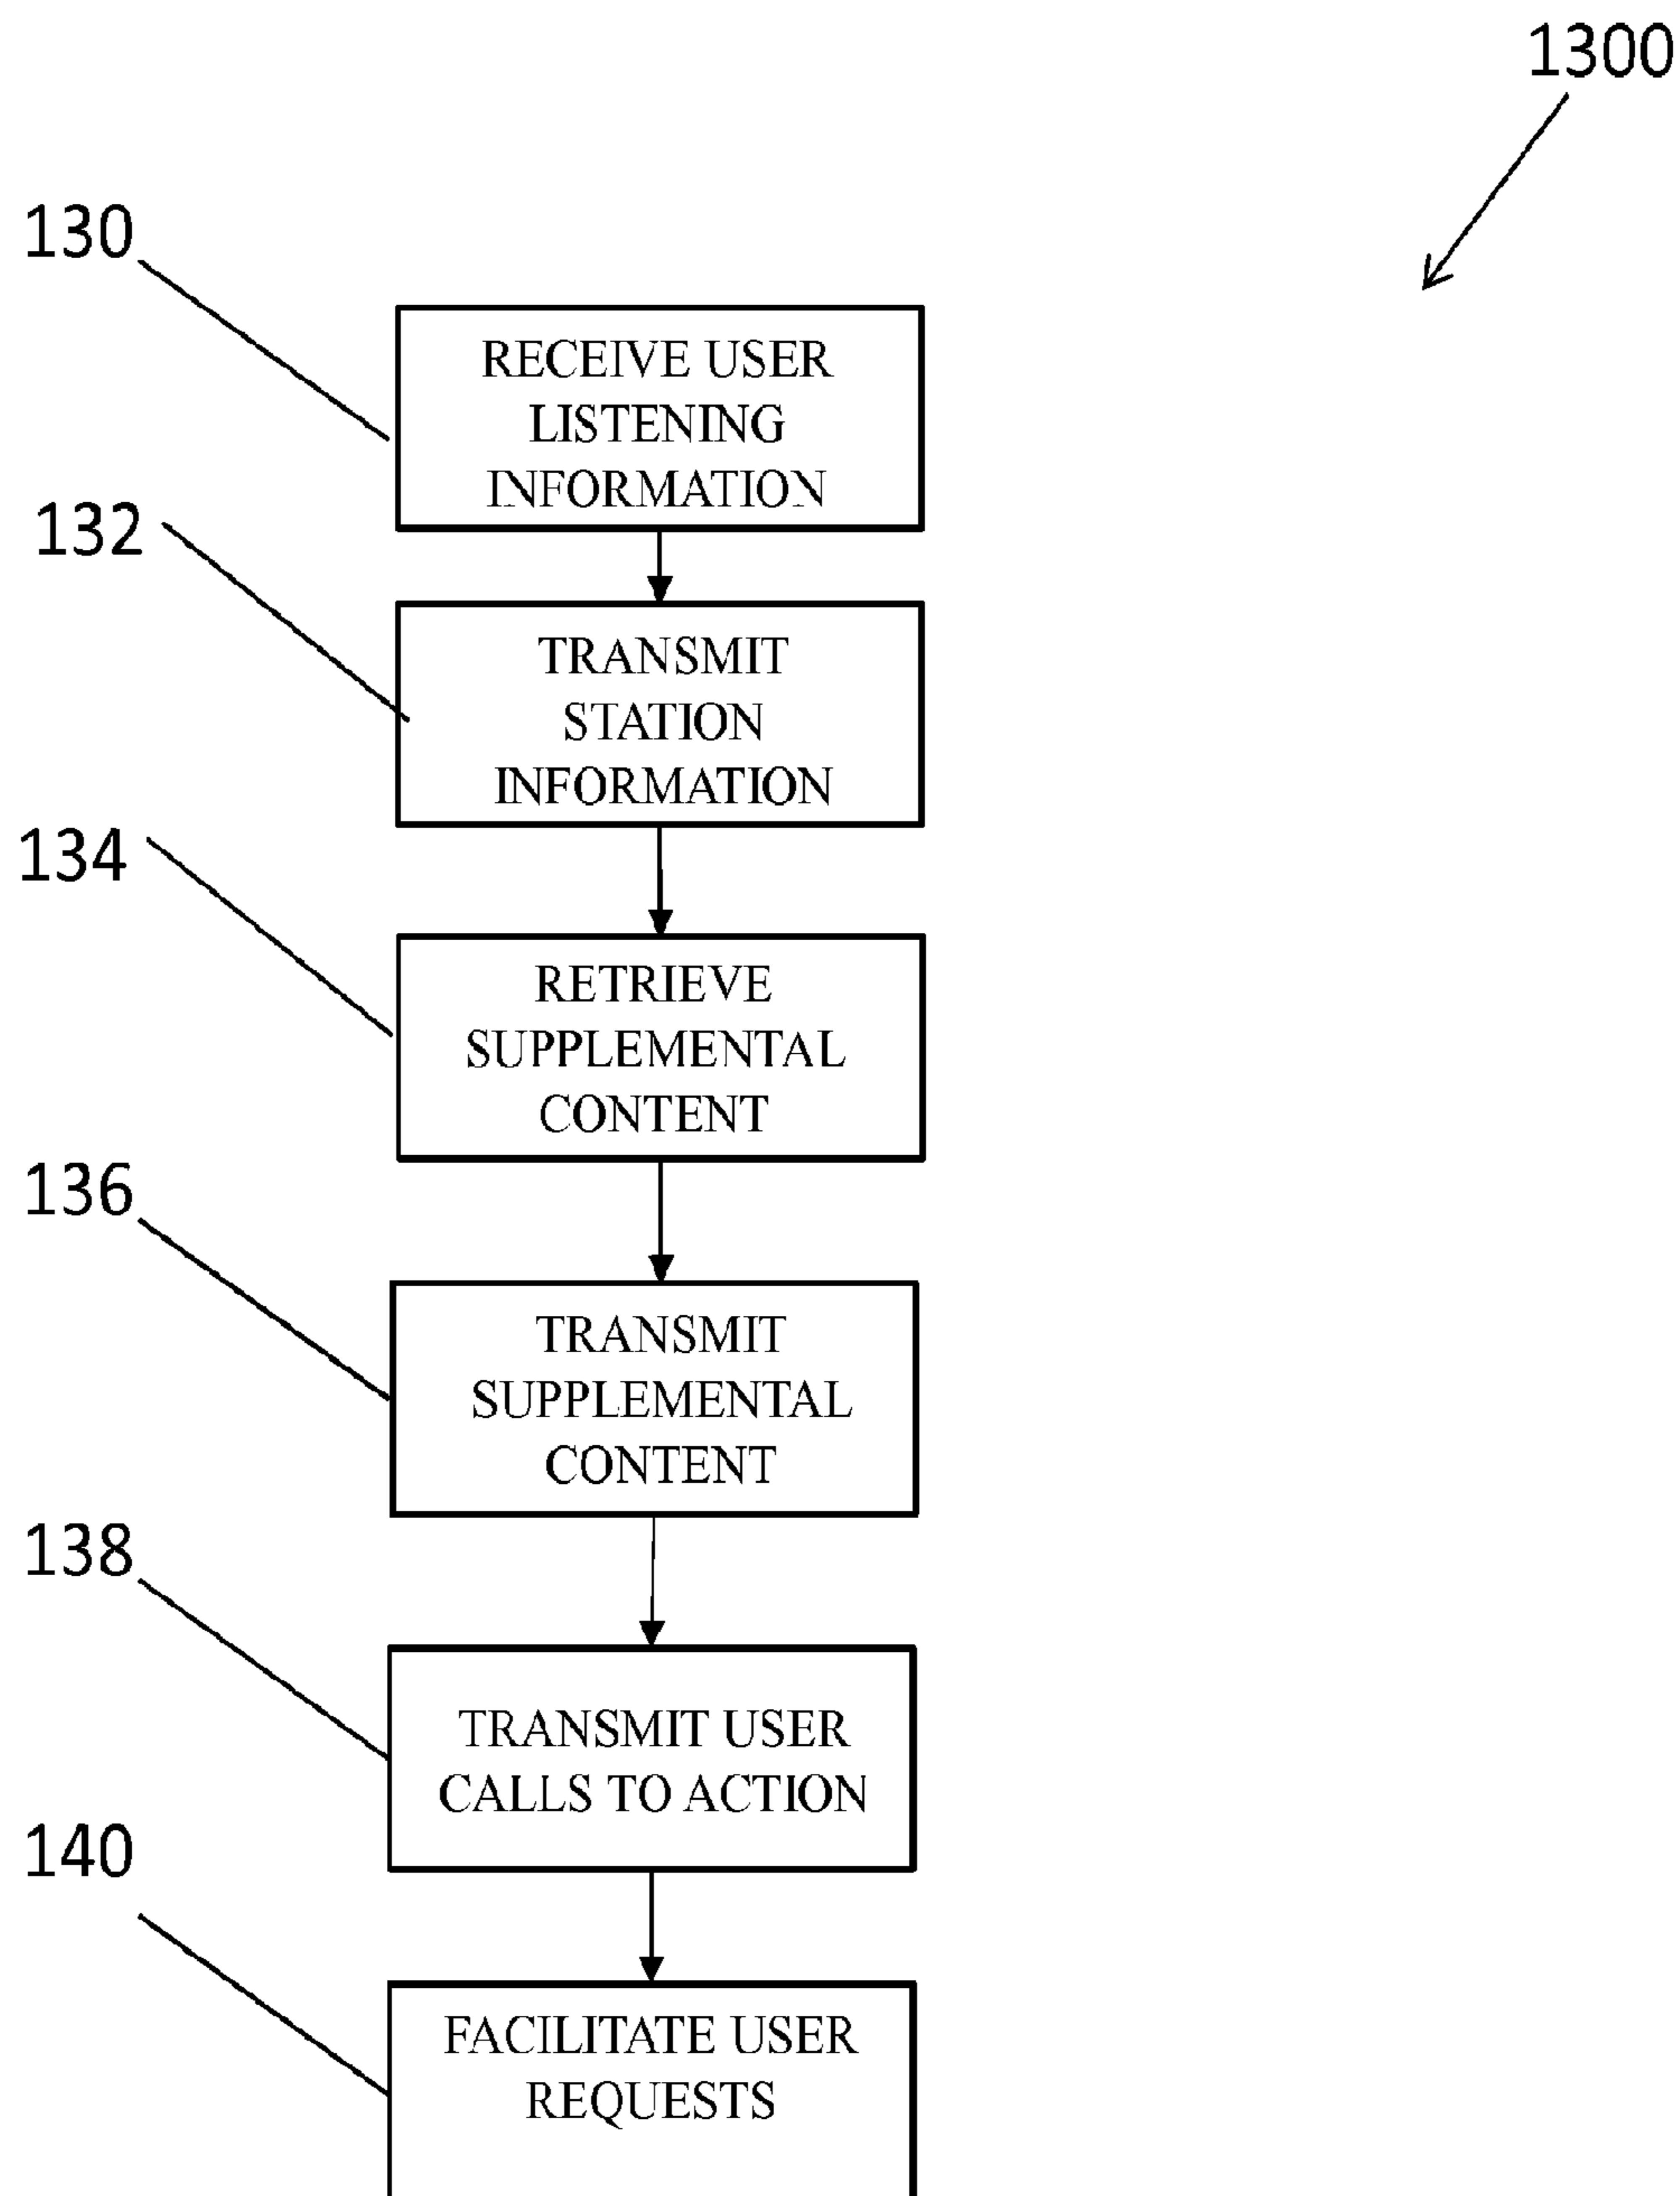 1300
130
RECEIVE USER
LISTENING
INFORMATION
132
TRANSMIT
STATION
INFORMATION
134
RETRIEVE
SUPPLEMENTAL
CONTENT
136
TRANSMIT
SUPPLEMENTAL
CONTENT
138
TRANSMIT USER
CALLS TO ACTION
140
FACILITATE USER
REQUESTS